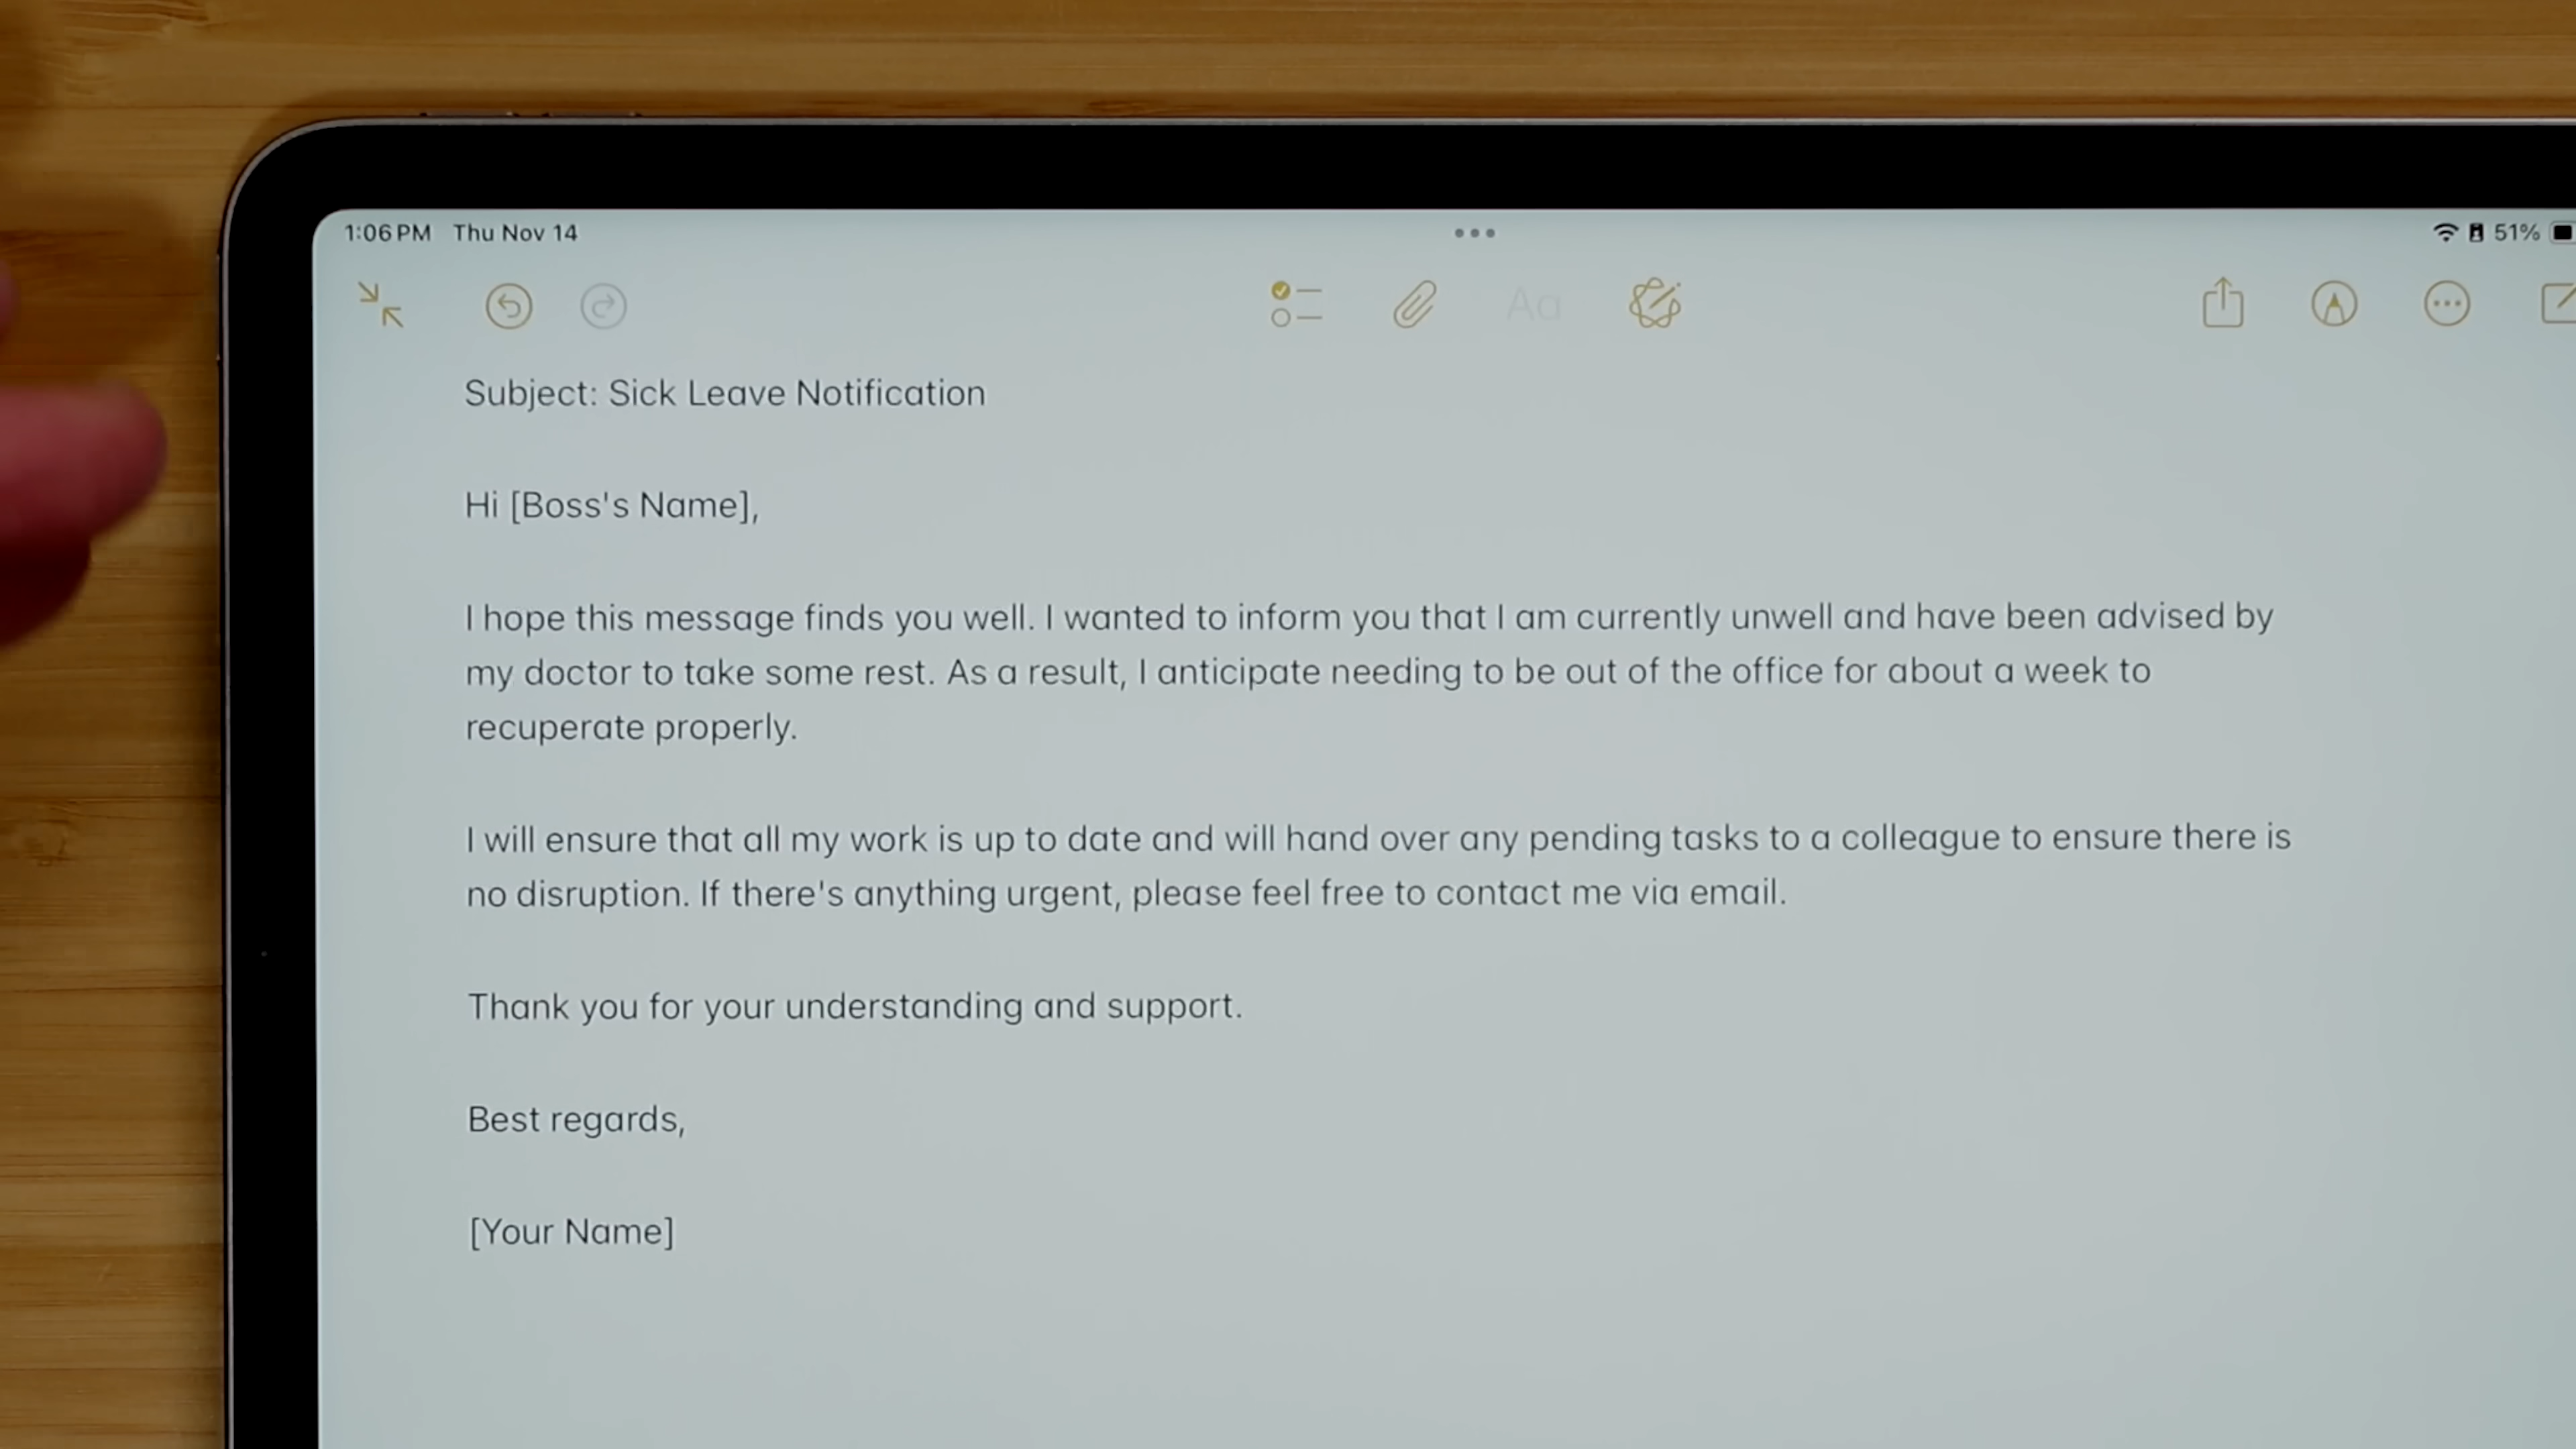 1:06 PM Thu Nov 14
51%
Aa
Subject: Sick Leave Notification
Hi [Boss's Name],
I hope this message finds you well. I wanted to inform you that I am currently unwell and have been advised by
my doctor to take some rest. As a result, I anticipate needing to be out of the office for about a week to
recuperate properly.
I will ensure that all my work is up to date and will hand over any pending tasks to a colleague to ensure there is
no disruption. If there's anything urgent, please feel free to contact me via email.
Thank you for your understanding and support.
Best regards,
[Your Name]